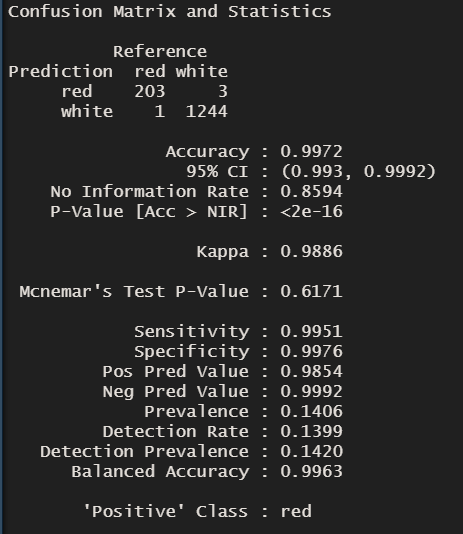 Confusion Matrix and Statistics
Reference
Prediction red white
red 203 3
white 1 1244
Accuracy : 0.9972
95% CI : (0.993, 0.9992)
No Information Rate : 0.8594
P-Value [Acc > NIR] : <2e-16
Kappa : 0.9886
Mcnemar's Test P-Value : 0.6171
Sensitivity : 0.9951
Specificity : 0.9976
Pos Pred Value : 0.9854
Neg Pred Value : 0.9992
Prevalence : 0.1406
Detection Rate : 0.1399
Detection Prevalence : 0.1420
Balanced Accuracy : 0.9963
'Positive' Class : red